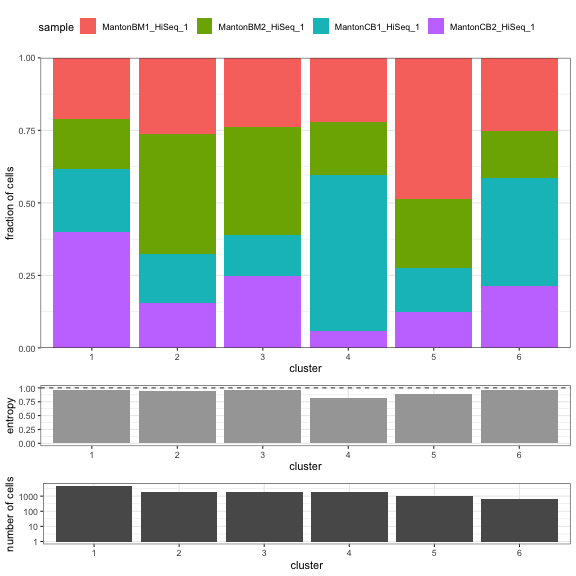 sample MantonBM1_HiSeq_1 MantonBM2_HiSeq_1 MantonCB1_HiSeq_1 MantonCB2_HiSeq_1
fraction of cells
1.00
0.75
0.50
0.25
0.00
1 2 3 4 5 6
cluster
entropy
1.00
0.75
0.50
0.25
0.00
1 2 3 4 5 6
cluster
number of cells
1000
100
10
1
1 2 3 4 5 6
cluster